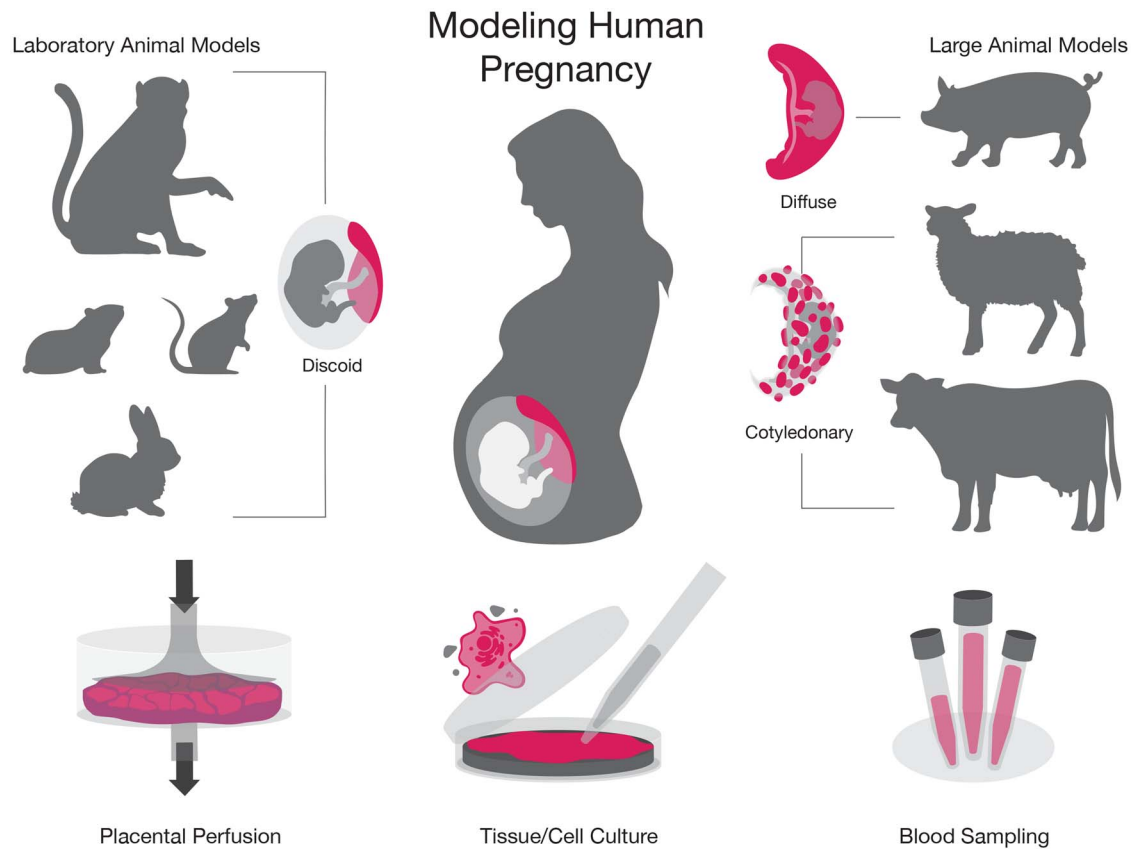 Modeling Human
Pregnancy
Laboratory Animal Models
Large Animal Models
Diffuse
Discoid
Cotyledonary
Placental Perfusion
Tissue/Cell Culture
Blood Sampling